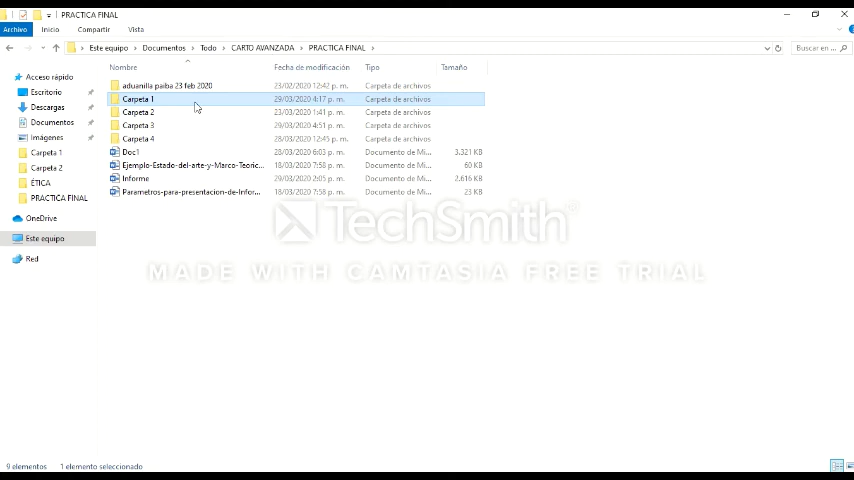 PRACTICA FINAL
Archivo Inicio Compartir Vista
Este equipo > Documentos > Todo > CARTO AVANZADA > PRACTICA FINAL >
Buscar en ...
Nombre Fecha de modificación Tipo Tamaño
Acceso rápido
Escritorio
Descargas
Documentos
Imágenes
Carpeta 1
Carpeta 2
ÉTICA
PRACTICA FINAL
OneDrive
Este equipo
Red
aduanilla paiba 23 feb 2020 23/02/2020 12:42 p. m. Carpeta de archivos
Carpeta 1 29/03/2020 4:17 p. m. Carpeta de archivos
Carpeta 2 23/03/2020 1:41 p. m. Carpeta de archivos
Carpeta 3 29/03/2020 4:51 p. m. Carpeta de archivos
Carpeta 4 28/03/2020 12:45 p. m. Carpeta de archivos
Doc1 28/03/2020 6:03 p. m. Documento de Mi... 3.321 KB
Ejemplo-Estado-del-arte-y-Marco-Teoric... 18/03/2020 7:58 p. m. Documento de Mi... 60 KB
Informe 29/03/2020 2:05 p. m. Documento de Mi... 2.616 KB
Parametros-para-presentacion-de-Infor... 18/03/2020 7:58 p. m. Documento de Mi... 23 KB
TechSmith
MADE WITH CAMTASIA FREE TRIAL
9 elementos 1 elemento seleccionado